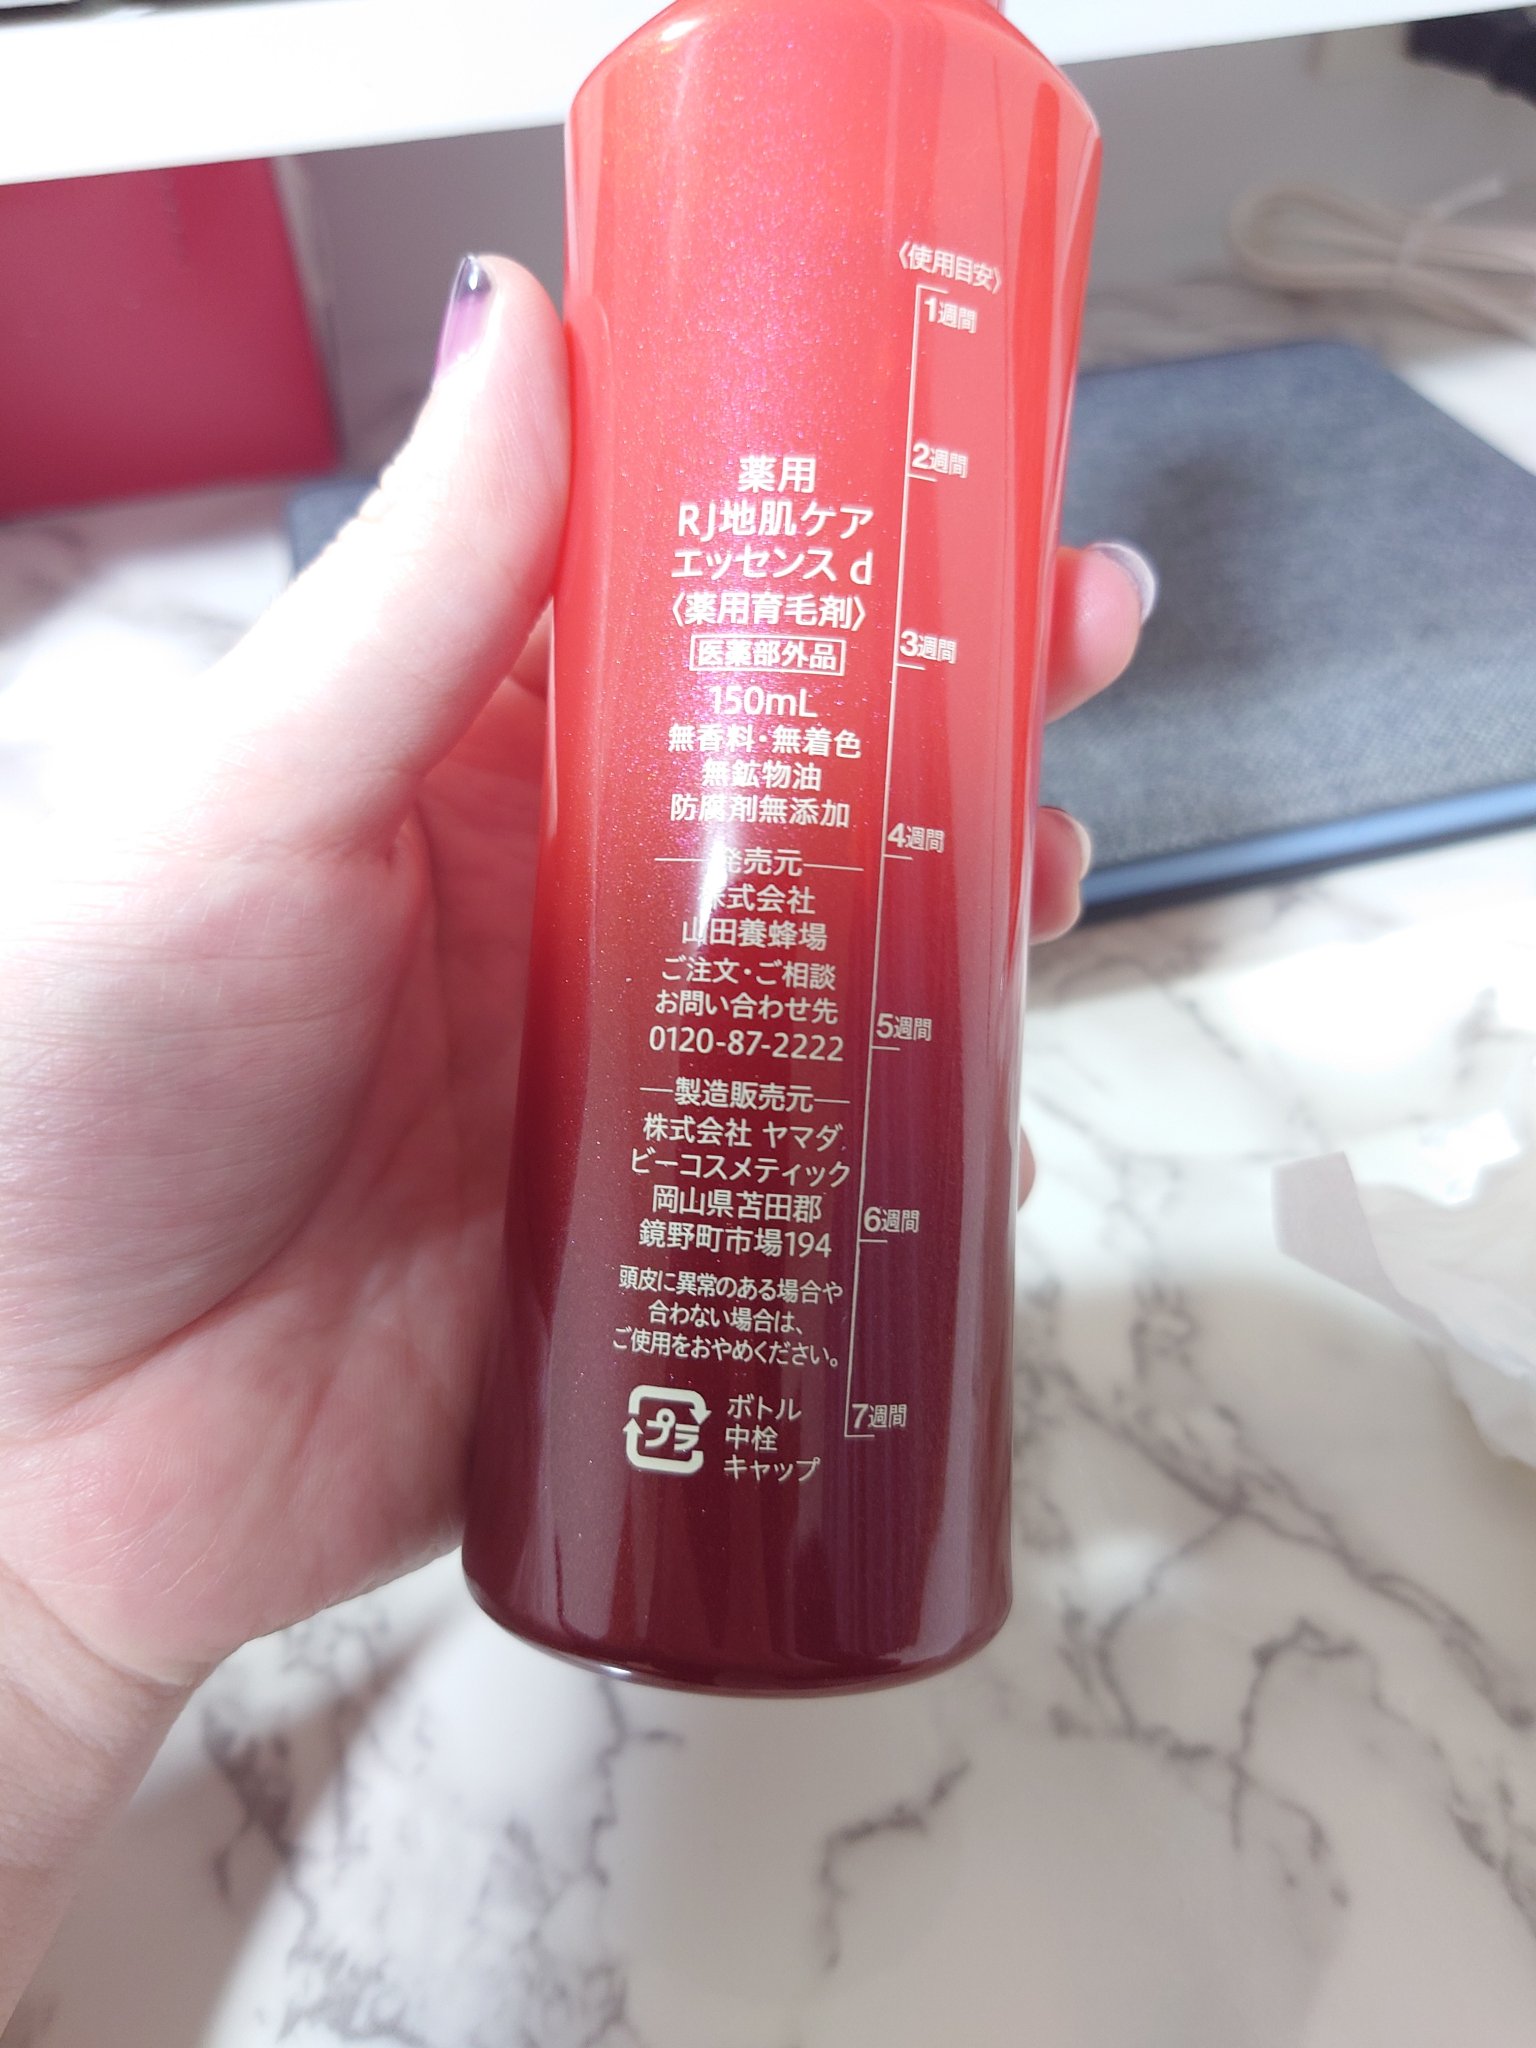 薬用
RJ地肌ケア
エッセンス d
〈薬用育毛剤〉
医薬部外品
150mL
無香料・無着色
無鉱物油
防腐剤無添加
発売元
株式会社
山田養蜂場
ご注文・ご相談
お問い合わせ先
0120-87-2222
製造販売元
株式会社 ヤマダ
ビーコスメティック
岡山県苫田郡
鏡野町市場194
頭皮に異常のある場合や
合わない場合は、
ご使用をおやめください。
プラ
ボトル
中栓
キャップ
〈使用目安〉
1週間
2週間
3週間
4週間
5週間
6週間
7週間